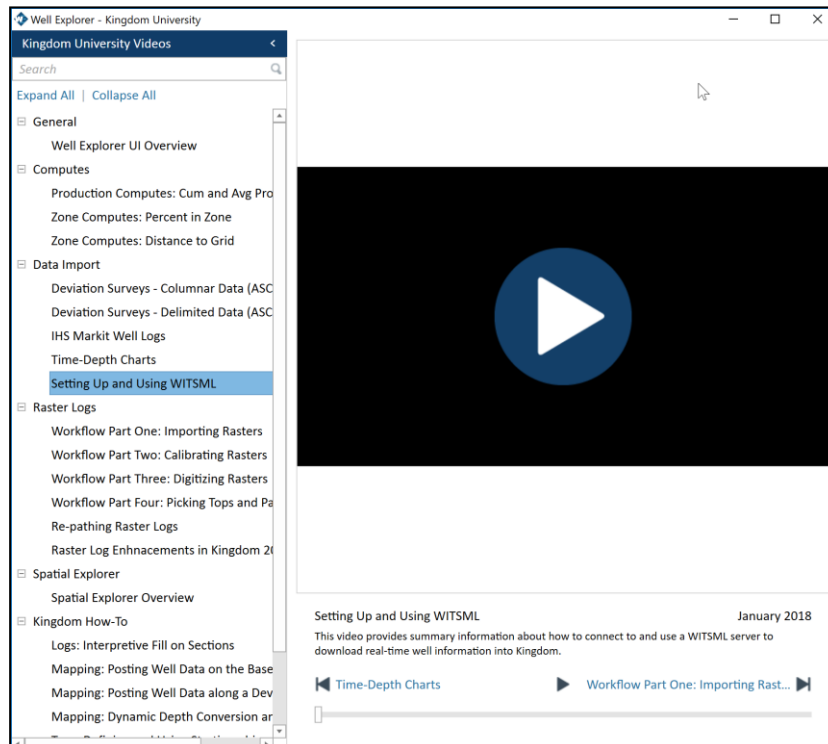 Well Explorer - Kingdom University
Kingdom University Videos
Search
Expand All | Collapse All
General
Well Explorer UI Overview
Computes
Production Computes: Cum and Avg Pro
Zone Computes: Percent in Zone
Zone Computes: Distance to Grid
Data Import
Deviation Surveys - Columnar Data (ASC
Deviation Surveys - Delimited Data (ASC
IHS Markit Well Logs
Time-Depth Charts
Setting Up and Using WITSML
Raster Logs
Workflow Part One: Importing Rasters
Workflow Part Two: Calibrating Rasters
Workflow Part Three: Digitizing Rasters
Workflow Part Four: Picking Tops and Pa
Re-pathing Raster Logs
Raster Log Enhnacements in Kingdom 20
Spatial Explorer
Spatial Explorer Overview
Kingdom How-To
Logs: Interpretive Fill on Sections
Mapping: Posting Well Data on the Base
Mapping: Posting Well Data along a Dev
Mapping: Dynamic Depth Conversion an
Setting Up and Using WITSML January 2018
This video provides summary information about how to connect to and use a WITSML server to
download real-time well information into Kingdom.
Time-Depth Charts Workflow Part One: Importing Rast...